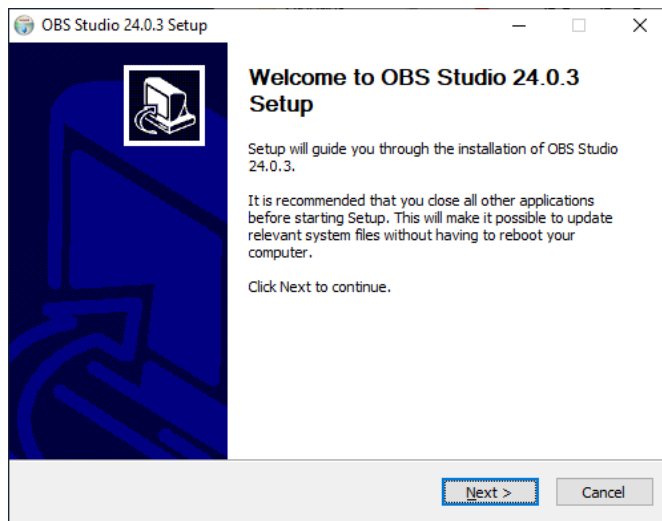 OBS Studio 24.0.3 Setup
Welcome to OBS Studio 24.0.3
Setup
Setup will guide you through the installation of OBS Studio
24.0.3.
It is recommended that you close all other applications
before starting Setup. This will make it possible to update
relevant system files without having to reboot your
computer.
Click Next to continue.
Next >
Cancel